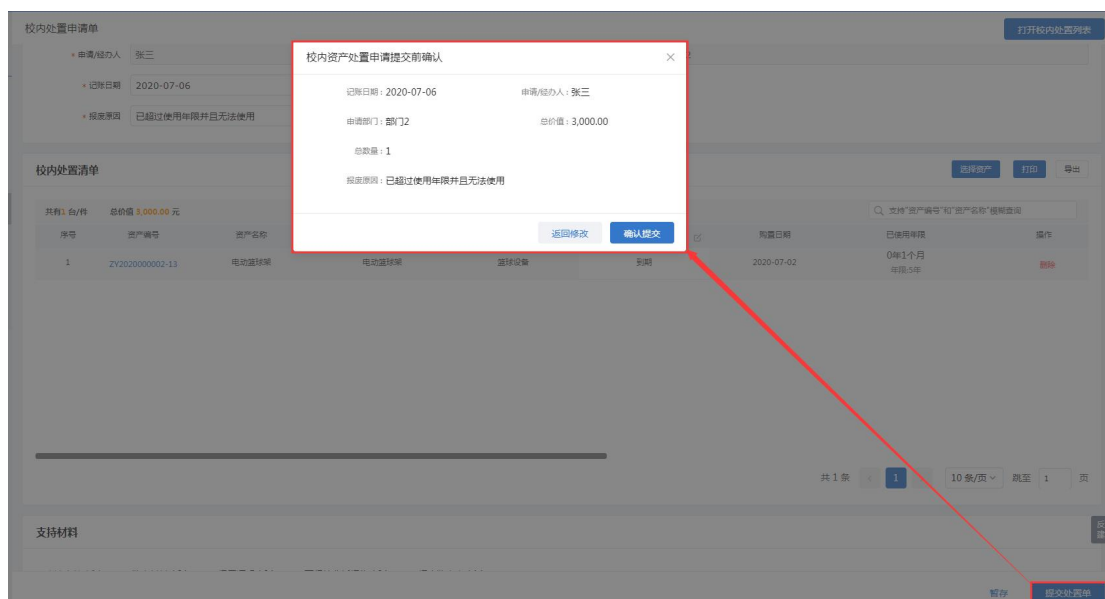 校内处置申请单
打开校内处置列表
* 申请/经办人 张三
* 记账日期 2020-07-06
* 报废原因 已超过使用年限并且无法使用
校内资产处置申请提交前确认
记账日期：2020-07-06 申请/经办人：张三
申请部门：部门2 总价值：3,000.00
总数量：1
报废原因：已超过使用年限并且无法使用
返回修改 确认提交
校内处置清单 选择资产 打印 导出
共有1 台/件 总价值 3,000.00 元 支持"资产编号"和"资产名称"模糊查询
序号 资产编号 资产名称 购置日期 已使用年限 操作
1 ZY2020000002-13 电动篮球架 电动篮球架 篮球设备 到期 2020-07-02 0年1个月 删除
年限:5年
共 1 条 1 10 条/页 跳至 1 页
支持材料
暂存 提交处置单